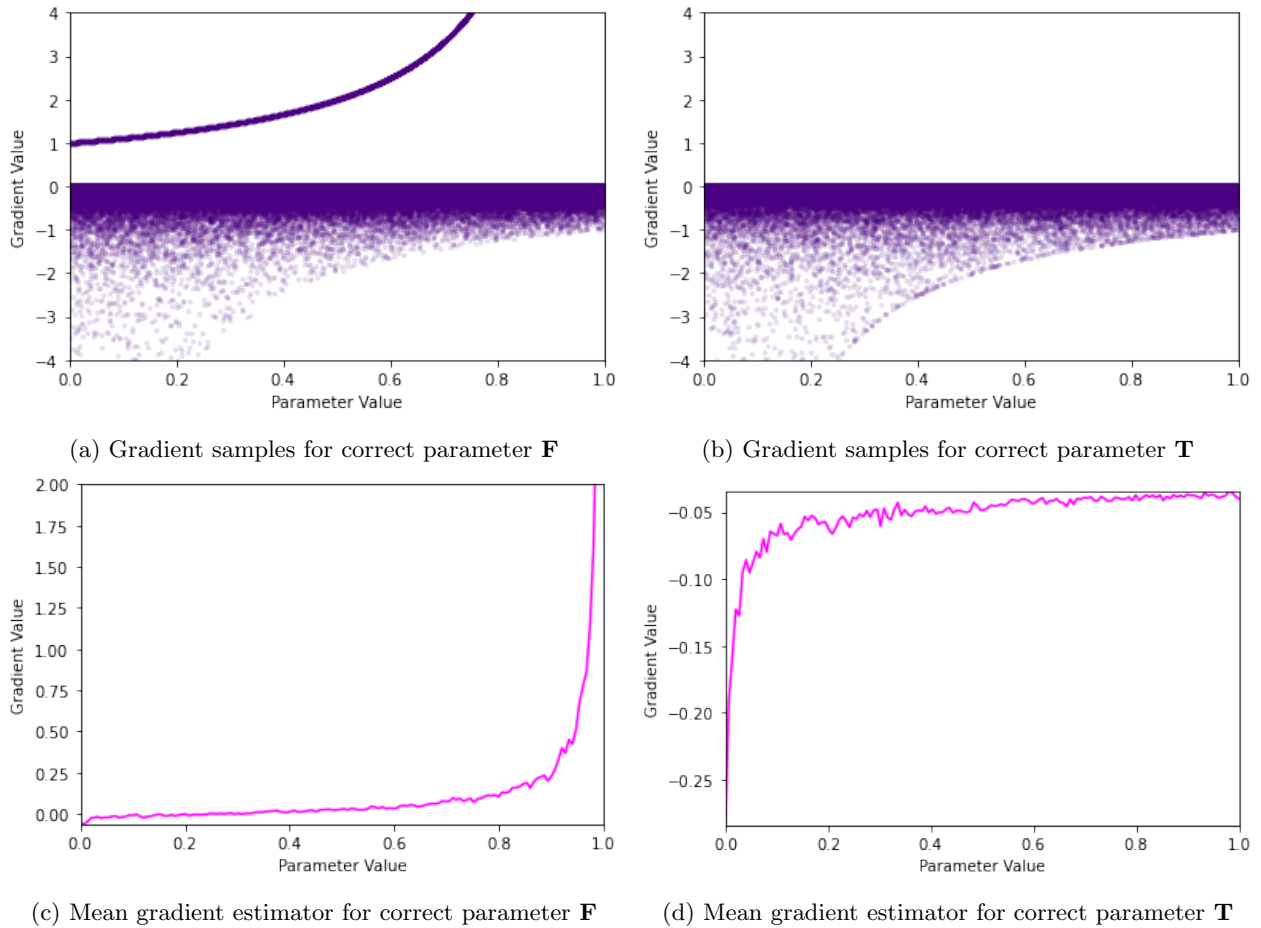 4
3
2
1
0
−1
−2
−3
−4
Gradient Value
0.0 0.2 0.4 0.6 0.8 1.0
Parameter Value
(a) Gradient samples for correct parameter F
4
3
2
1
0
−1
−2
−3
−4
Gradient Value
0.0 0.2 0.4 0.6 0.8 1.0
Parameter Value
(b) Gradient samples for correct parameter T
2.00
1.75
1.50
1.25
1.00
0.75
0.50
0.25
0.00
Gradient Value
0.0 0.2 0.4 0.6 0.8 1.0
Parameter Value
(c) Mean gradient estimator for correct parameter F
−0.05
−0.10
−0.15
−0.20
−0.25
Gradient Value
0.0 0.2 0.4 0.6 0.8 1.0
Parameter Value
(d) Mean gradient estimator for correct parameter T